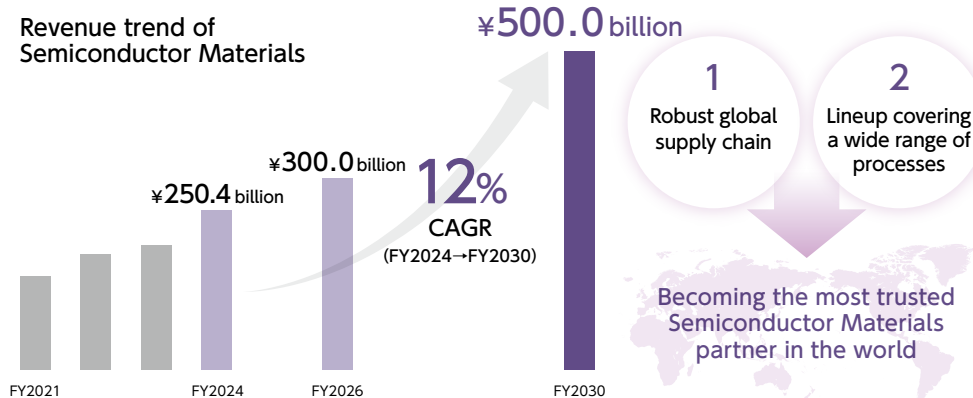 Revenue trend of
Semiconductor Materials
¥500.0 billion
¥300.0 billion
¥250.4 billion
12%
CAGR
(FY2024→FY2030)
FY2021
FY2024
FY2026
FY2030
1
Robust global
supply chain
2
Lineup covering
a wide range of
processes
Becoming the most trusted
Semiconductor Materials
partner in the world